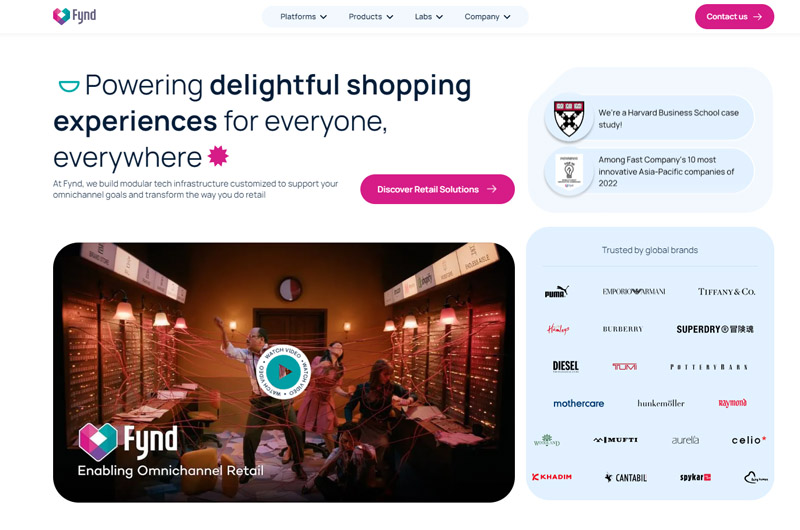 Fynd
Platforms
Products
Labs
Company
Contact us
Powering delightful shopping
experiences for everyone,
everywhere
At Fynd, we build modular tech infrastructure customized to support your
omnichannel goals and transform the way you do retail
Discover Retail Solutions
We're a Harvard Business School case
study!
Among Fast Company's 10 most
innovative Asia-Pacific companies of
2022
WATCH VIDEO • WATCH VIDEO • WATCH VIDEO •
Fynd
Enabling Omnichannel Retail
Trusted by global brands
PUMA
EMPORIO ARMANI
TIFFANY & CO.
Hamleys
BURBERRY
SUPERDRY®冒険魂
DIESEL
POTTERY BARN
mothercare
hunkemöller
Raymond
WOODLAND
MUFTI
aurelia
celio*
KHADIM
CANTABIL
spykar